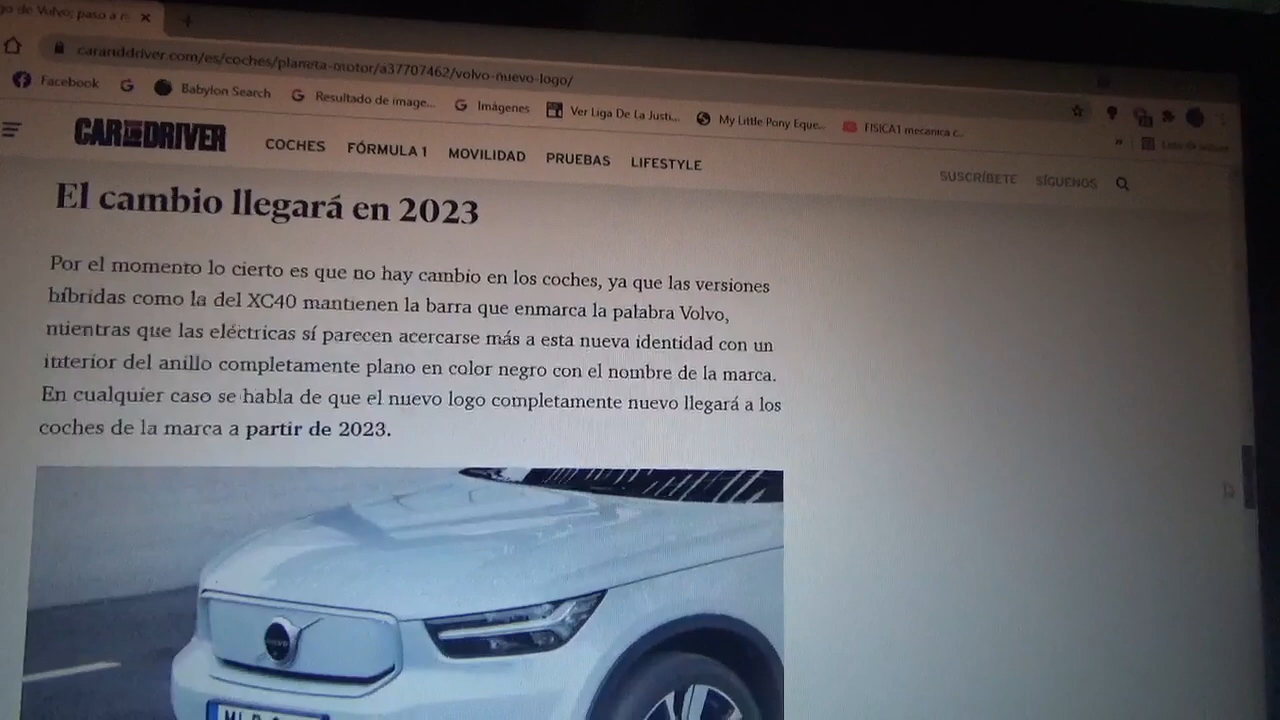 go de Volvo; paso a
caranddriver.com/es/coches/planeta-motor/a37707462/volvo-nuevo-logo/
Facebook Babylon Search Resultado de image... Imágenes Ver Liga De La Justi... My Little Pony Eque... FISICA1 mecanica c...
»
CAR AND DRIVER COCHES FÓRMULA 1 MOVILIDAD PRUEBAS LIFESTYLE SUSCRÍBETE SÍGUENOS
El cambio llegará en 2023
Por el momento lo cierto es que no hay cambio en los coches, ya que las versiones
híbridas como la del XC40 mantienen la barra que enmarca la palabra Volvo,
mientras que las eléctricas sí parecen acercarse más a esta nueva identidad con un
interior del anillo completamente plano en color negro con el nombre de la marca.
En cualquier caso se habla de que el nuevo logo completamente nuevo llegará a los
coches de la marca a partir de 2023.
VOLVO